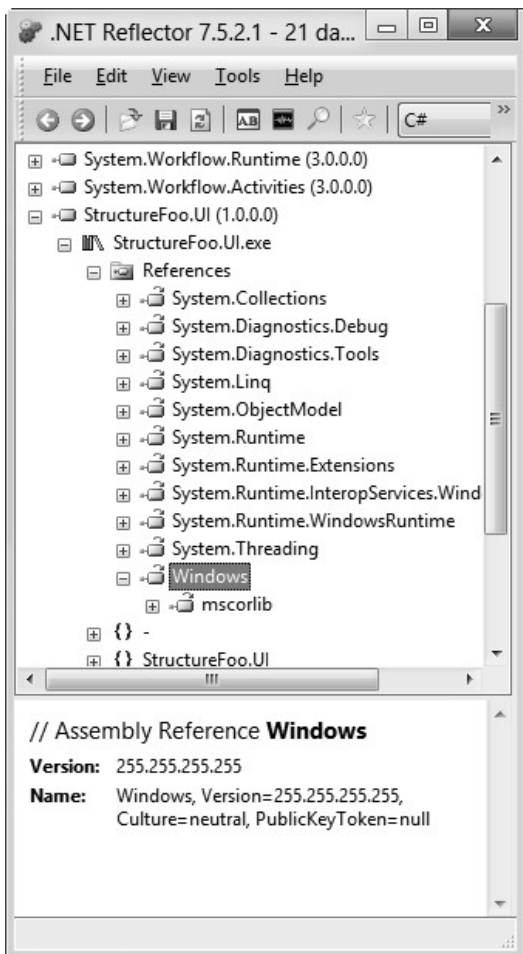 .NET Reflector 7.5.2.1 - 21 da...
File Edit View Tools Help
C#
System.Workflow.Runtime (3.0.0.0)
System.Workflow.Activities (3.0.0.0)
StructureFoo.UI (1.0.0.0)
StructureFoo.UI.exe
References
System.Collections
System.Diagnostics.Debug
System.Diagnostics.Tools
System.Linq
System.ObjectModel
System.Runtime
System.Runtime.Extensions
System.Runtime.InteropServices.Wind
System.Runtime.WindowsRuntime
System.Threading
Windows
mscorlib
{} -
{} StructureFoo.UI
// Assembly Reference Windows
Version: 255.255.255.255
Name: Windows, Version=255.255.255.255,
Culture=neutral, PublicKeyToken=null